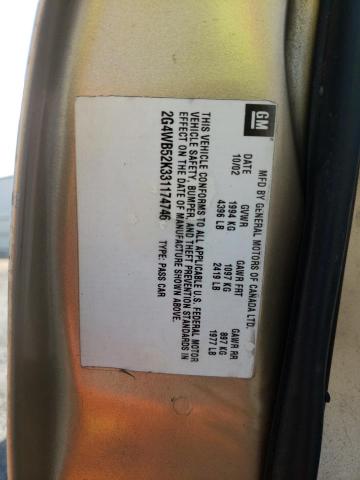 GM
MFD BY GENERAL MOTORS OF CANADA LTD.
DATE GVWR GAWR FRT GAWR RR
10/02 1994 KG 1097 KG 897 KG
4396 LB 2419 LB 1977 LB
THIS VEHICLE CONFORMS TO ALL APPLICABLE U.S. FEDERAL MOTOR
VEHICLE SAFETY, BUMPER, AND THEFT PREVENTION STANDARDS IN
EFFECT ON THE DATE OF MANUFACTURE SHOWN ABOVE.
2G4WB52K331174746 TYPE: PASS CAR